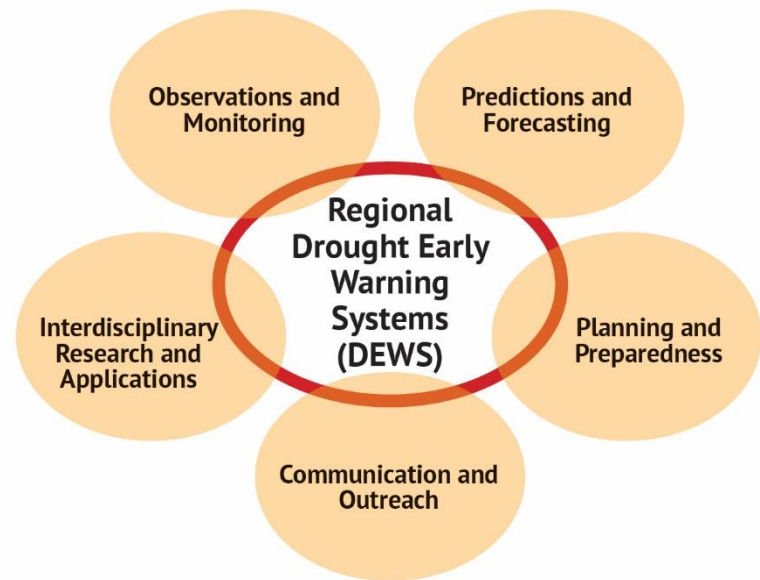 Observations and
Monitoring
Predictions and
Forecasting
Regional
Drought Early
Warning
Systems
(DEWS)
Interdisciplinary
Research and
Applications
Planning and
Preparedness
Communication and
Outreach